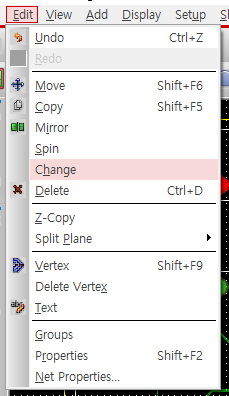 Edit View Add Display Setup
Undo Ctrl+Z
Redo
Move Shift+F6
Copy Shift+F5
Mirror
Spin
Change
Delete Ctrl+D
Z-Copy
Split Plane
Vertex Shift+F9
Delete Vertex
Text
Groups
Properties Shift+F2
Net Properties...